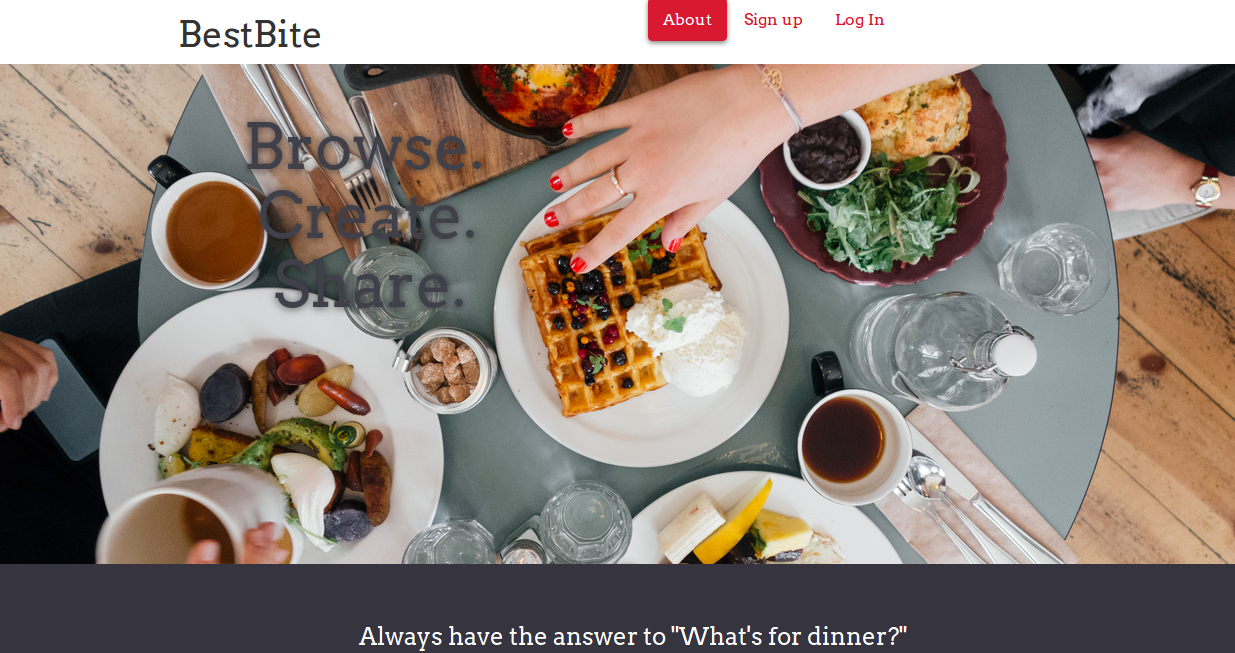 BestBite
About Sign up Log In
Browse.
Create.
Share.
Always have the answer to "What's for dinner?"